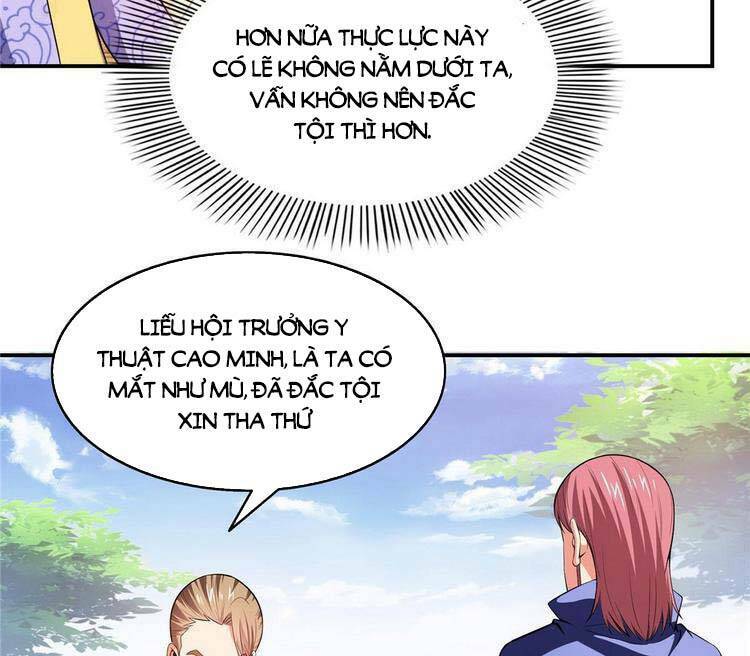 HƠN NỮA THỰC LỰC NÀY
CÓ LẼ KHÔNG NẰM DƯỚI TA,
VẪN KHÔNG NÊN ĐẮC
TỘI THÌ HƠN.
LIỄU HỘI TRƯỞNG Y
THUẬT CAO MINH, LÀ TA CÓ
MẮT NHƯ MÙ, ĐÃ ĐẮC TỘI
XIN THA THỨ